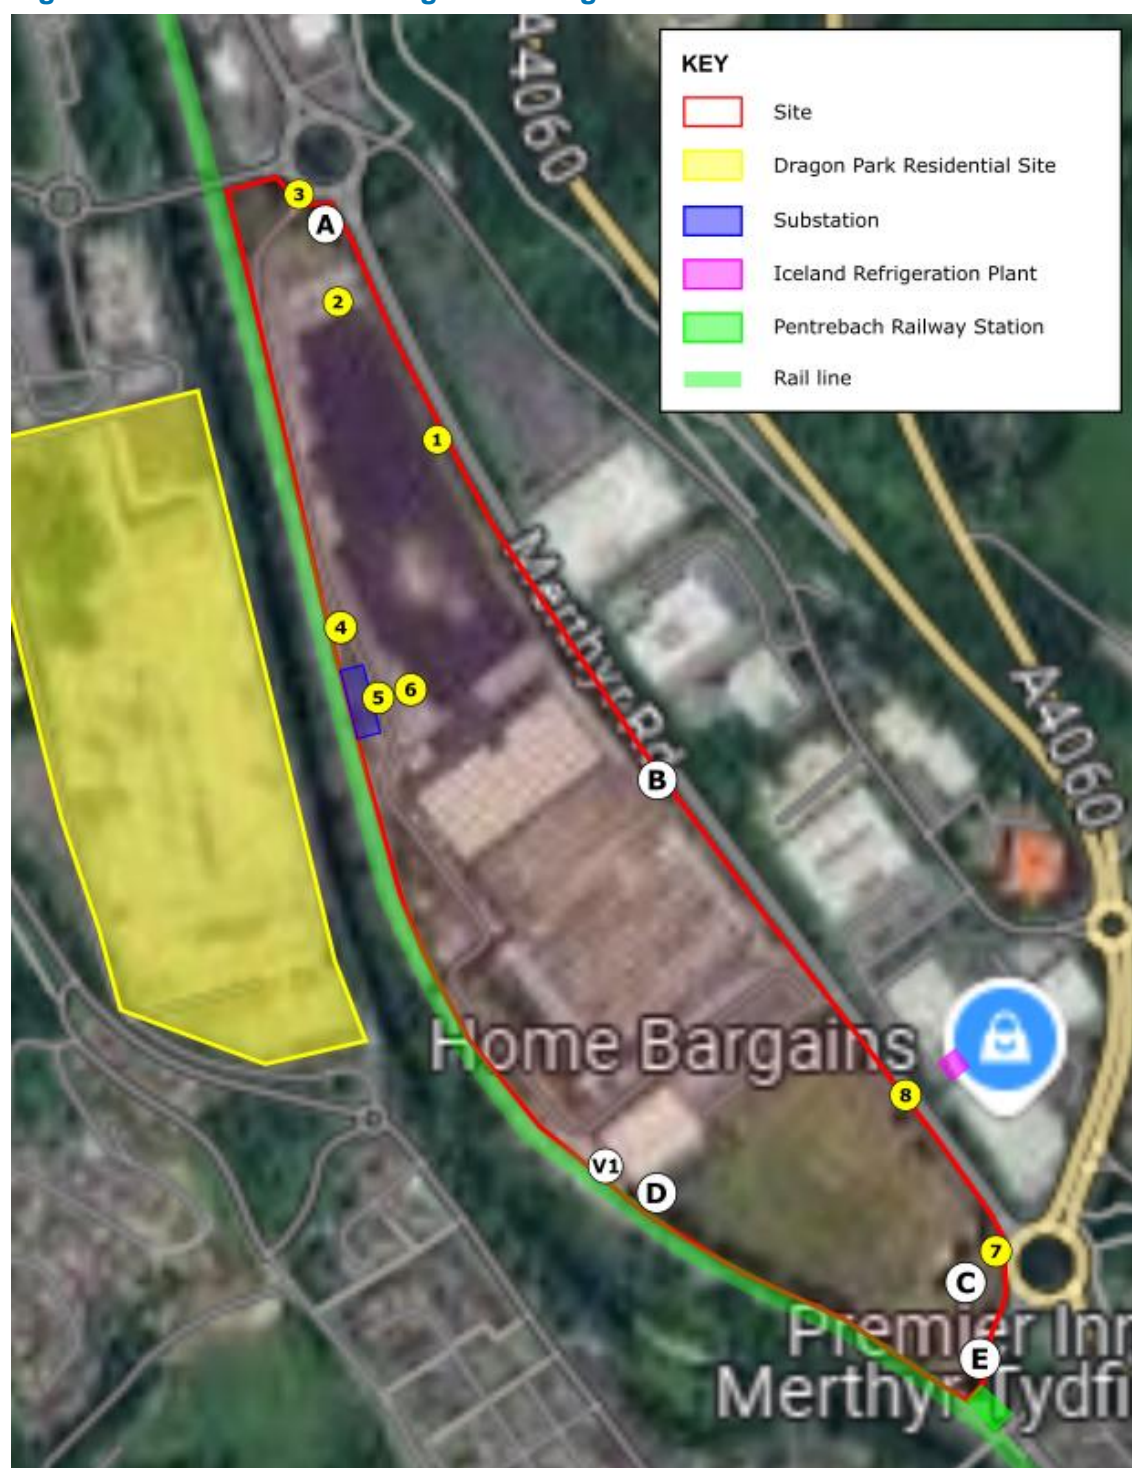 A4060
KEY
Site
Dragon Park Residential Site
Substation
Iceland Refrigeration Plant
Pentrebach Railway Station
Rail line
3
A
2
1
Merthyr Rd
4
5
6
A4060
B
Home Bargains
8
V1
D
7
C
Premier Inn
E
Merthyr Tydfi